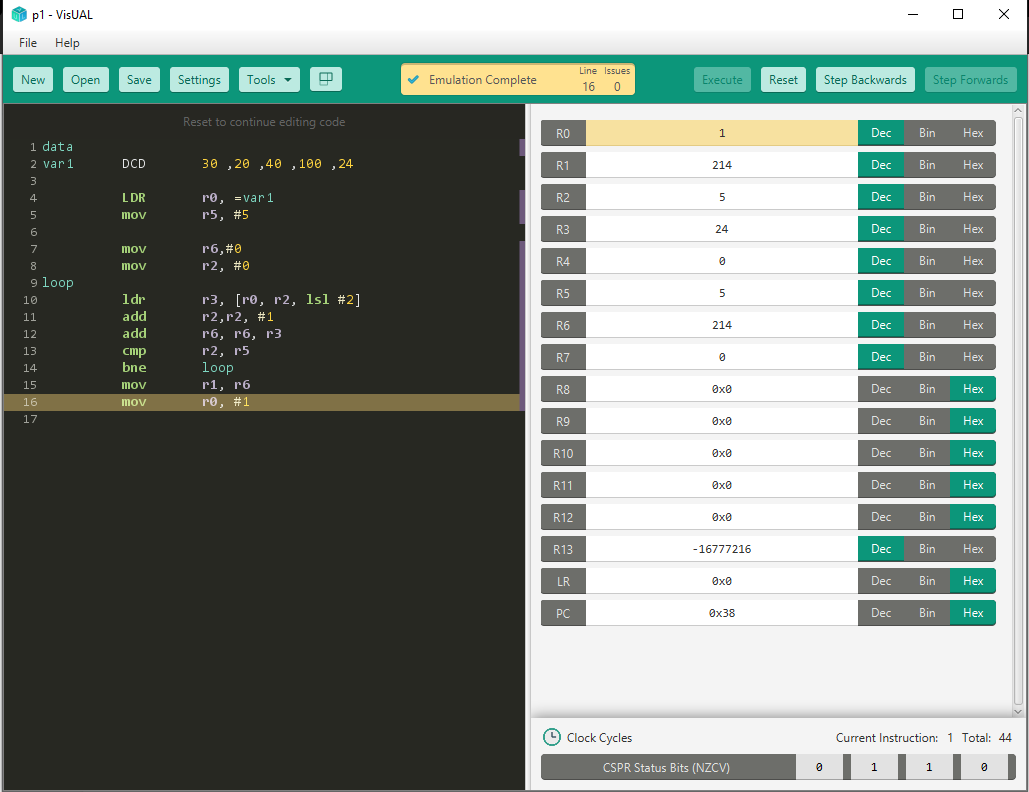 p1 - VisUAL
File Help
New Open Save Settings Tools Emulation Complete Line 16 Issues 0 Execute Reset Step Backwards Step Forwards
Reset to continue editing code
1 data
2 var1 DCD 30 ,20 ,40 ,100 ,24
3
4 LDR r0, =var1
5 mov r5, #5
6
7 mov r6,#0
8 mov r2, #0
9 loop
10 ldr r3, [r0, r2, lsl #2]
11 add r2,r2, #1
12 add r6, r6, r3
13 cmp r2, r5
14 bne loop
15 mov r1, r6
16 mov r0, #1
17
R0 1 Dec Bin Hex
R1 214 Dec Bin Hex
R2 5 Dec Bin Hex
R3 24 Dec Bin Hex
R4 0 Dec Bin Hex
R5 5 Dec Bin Hex
R6 214 Dec Bin Hex
R7 0 Dec Bin Hex
R8 0x0 Dec Bin Hex
R9 0x0 Dec Bin Hex
R10 0x0 Dec Bin Hex
R11 0x0 Dec Bin Hex
R12 0x0 Dec Bin Hex
R13 -16777216 Dec Bin Hex
LR 0x0 Dec Bin Hex
PC 0x38 Dec Bin Hex
Clock Cycles Current Instruction: 1 Total: 44
CSPR Status Bits (NZCV) 0 1 1 0